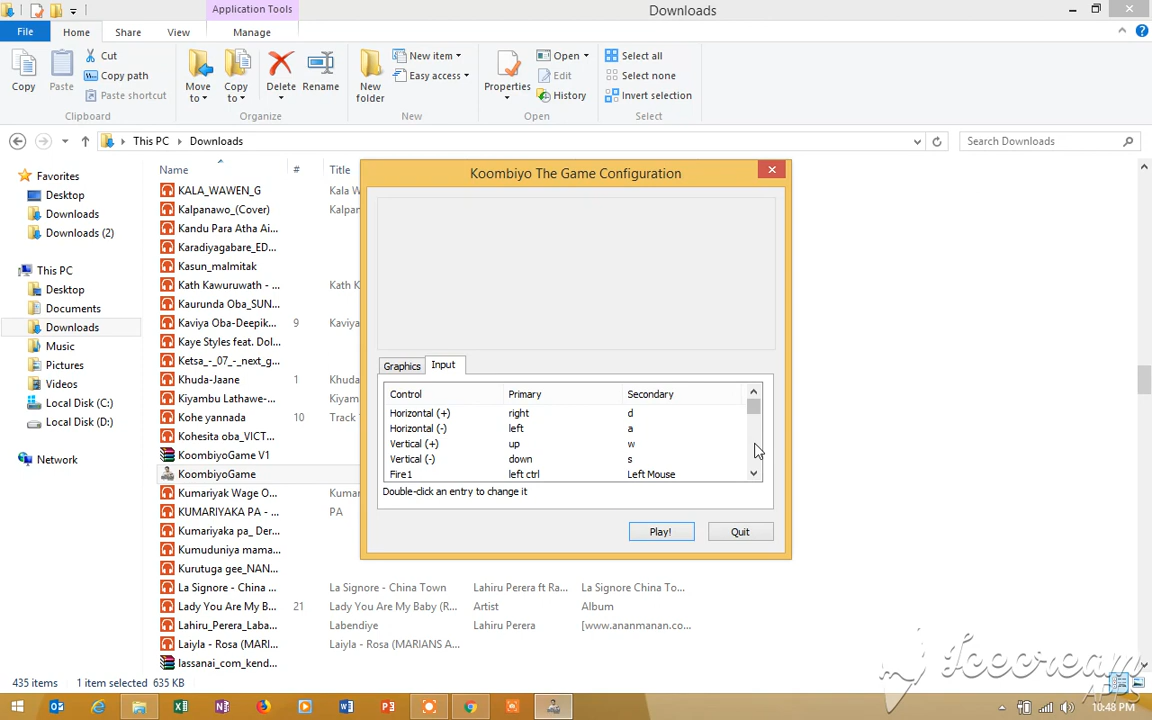 Application Tools
Downloads
File Home Share View Manage
Copy
Paste
Cut
Copy path
Paste shortcut
Clipboard
Move to
Copy to
Delete
Rename
Organize
New folder
New item
Easy access
New
Properties
Open
Edit
History
Open
Select all
Select none
Invert selection
Select
This PC Downloads
Search Downloads
Favorites
Desktop
Downloads
Downloads (2)
This PC
Desktop
Documents
Downloads
Music
Pictures
Videos
Local Disk (C:)
Local Disk (D:)
Network
Name # Title
KALA_WAWEN_G Kala W
Kalpanawo_(Cover) Kalpan
Kandu Para Atha Ai...
Karadiyagabare_ED...
Kasun_malmitak
Kath Kawuruwath - ... Kath K
Kaurunda Oba_SUN...
Kaviya Oba-Deepik... 9 Kaviya
Kaye Styles feat. Dol...
Ketsa_-_07_-_next_g...
Khuda-Jaane 1 Khuda
Kiyambu Lathawe-... Kiyam
Kohe yannada 10 Track
Kohesita oba_VICT...
KoombiyoGame V1
KoombiyoGame
Kumariyak Wage O... Kumar
KUMARIYAKA PA - ... PA
Kumariyaka pa_ Der...
Kumuduniya mama...
Kurutuga gee_NAN...
La Signore - China ... La Signore - China Town Lahiru Perera ft Ra... La Signore China To...
Lady You Are My B... 21 Lady You Are My Baby (R... Artist Album
Lahiru_Perera_Laba... Labendiye Lahiru Perera [www.ananmanan.co...
Laiyla - Rosa (MARI... Laiyla - Rosa (MARIANS A...
lassanai_com_kend...
Koombiyo The Game Configuration
Graphics Input
Control Primary Secondary
Horizontal (+) right d
Horizontal (-) left a
Vertical (+) up w
Vertical (-) down s
Fire1 left ctrl Left Mouse
Double-click an entry to change it
Play! Quit
435 items 1 item selected 635 KB
Icecream
APPS
10:48 PM